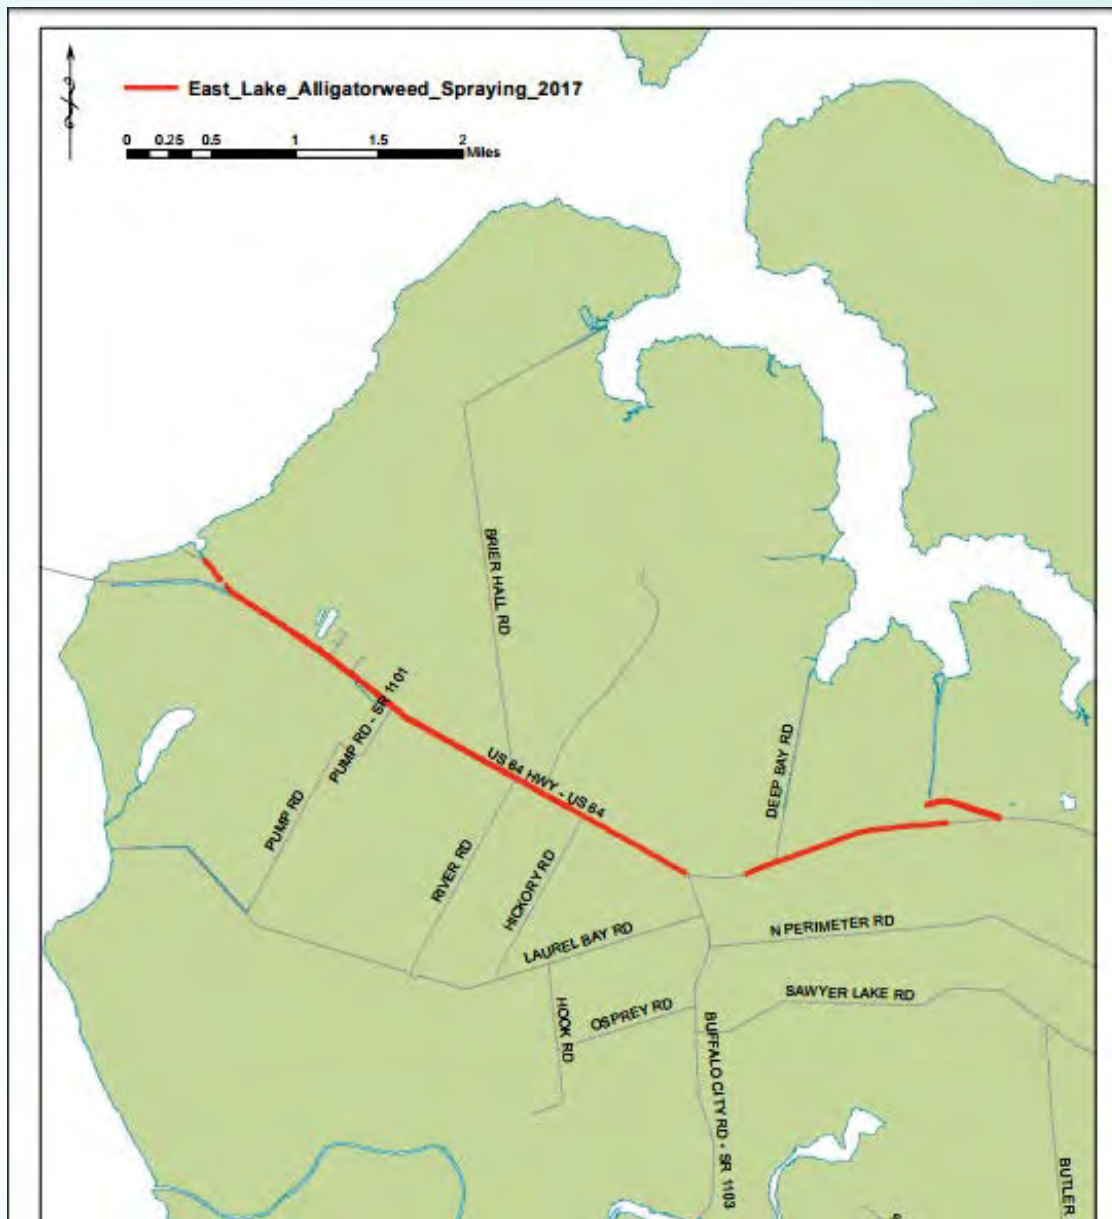 East_Lake_Alligatorweed_Spraying_2017
0 0.25 0.5 1 1.5 2
Miles
BRIER HALL RD
PUMP RD - SR 1101
US 64 HWY - US 64
DEEP BAY RD
PUMP RD
RIVER RD
HICKORY RD
LAUREL BAY RD
N PERIMETER RD
SAWYER LAKE RD
HOOK RD
OSPREY RD
BUFFALO CITY RD - SR 1103
BUTLER